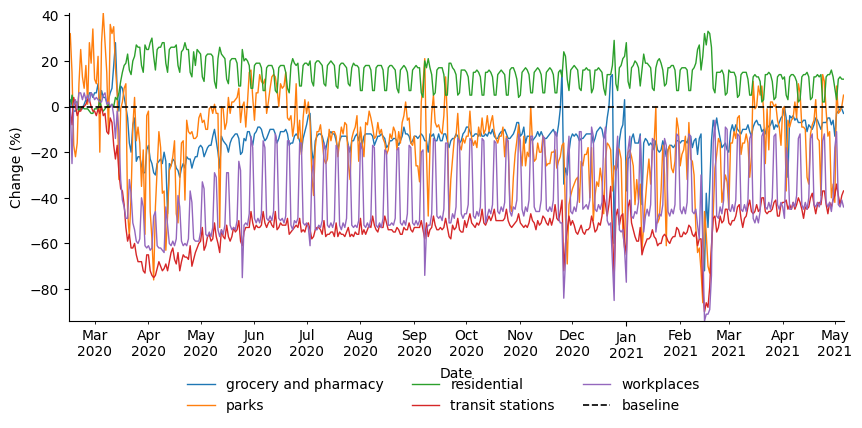 40
20
0
−20
−40
−60
−80
Change (%)
Mar Apr May Jun Jul Aug Sep Oct Nov Dec Jan Feb Mar Apr May
2020 2020 2020 2020 2020 2020 2020 2020 2020 2020 2021 2021 2021 2021 2021
Date
grocery and pharmacy residential workplaces
parks transit stations baseline